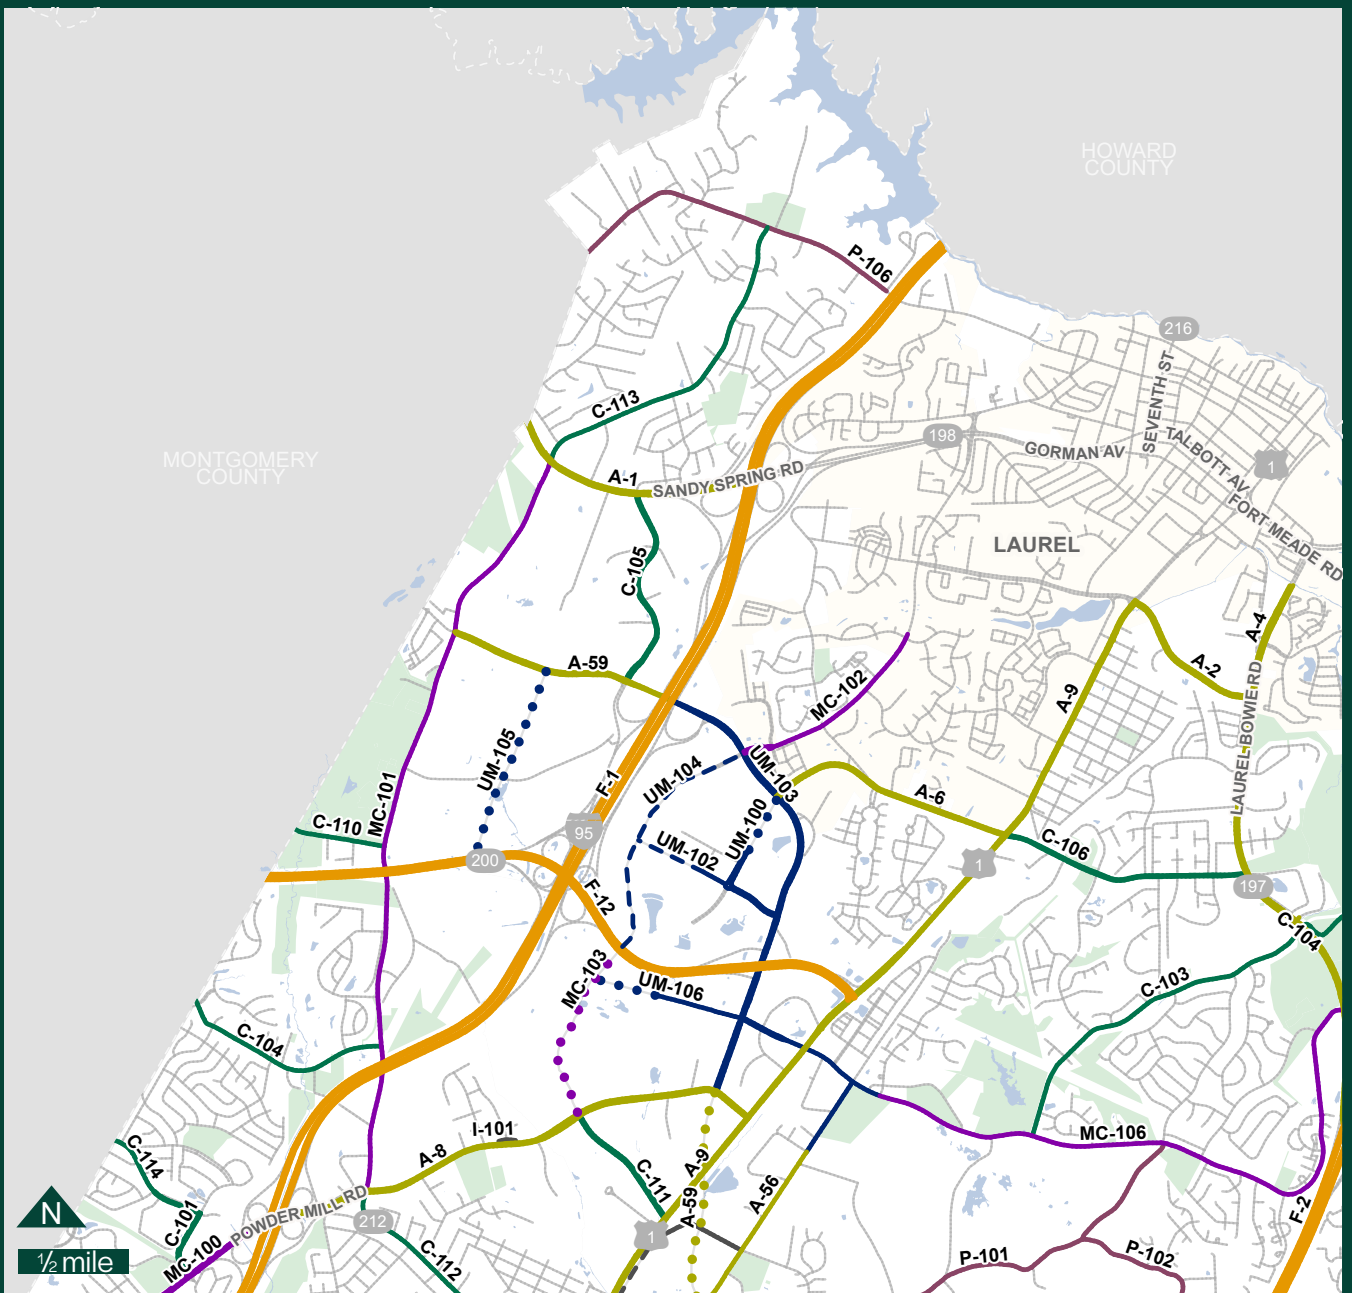 HOWARD
COUNTY
P-106
216
SEVENTH ST
C-113
198
GORMAN AV
TALBOTT AV
1
MONTGOMERY
COUNTY
A-1
SANDY SPRING RD
FORT MEADE RD
LAUREL
C-105
A-4
A-59
A-2
MC-102
A-9
LAUREL BOWIE RD
UM-105
UM-103
UM-104
F-1
A-6
MC-101
C-110
95
UM-100
C-106
UM-102
200
1
197
F-12
C-104
MC-103
UM-106
C-103
C-104
I-101
MC-106
A-8
C-114
C-111
A-9
A-56
A-59
POWDER MILL RD
N
C-101
212
1
F-2
MC-100
C-112
P-101
P-102
½ mile